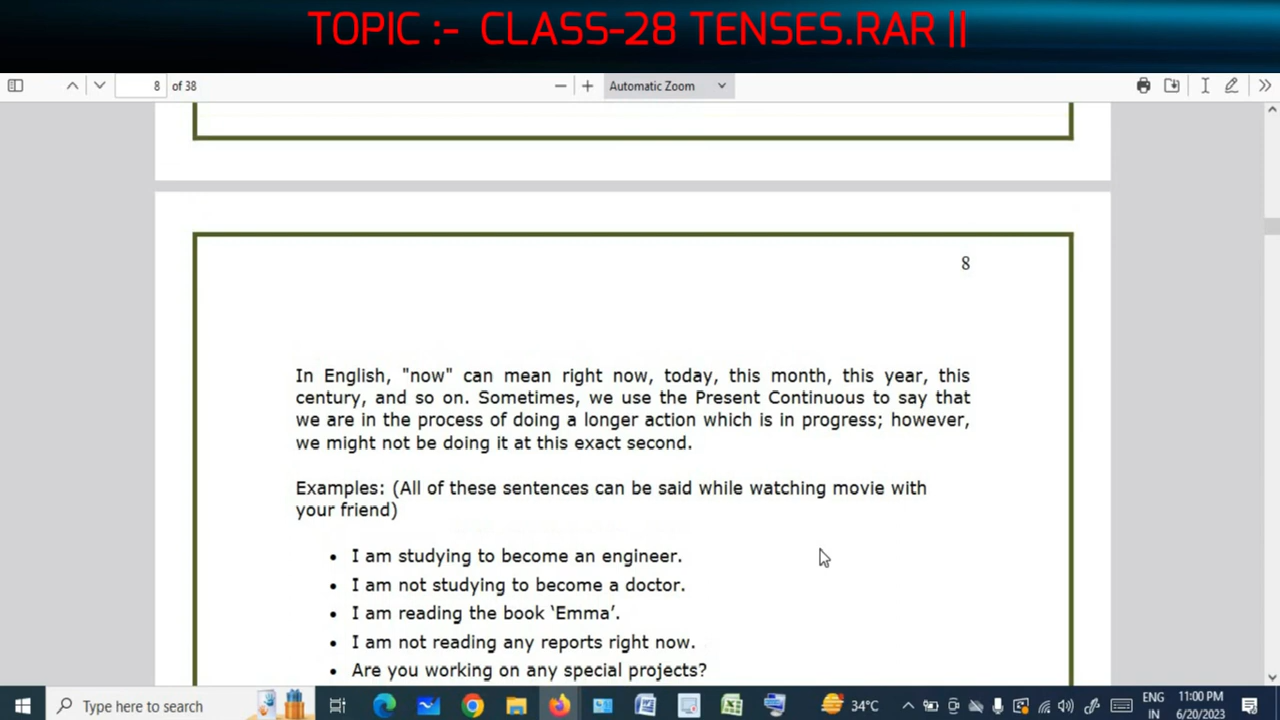 TOPIC :- CLASS-28 TENSES.RAR ||
8 of 38
Automatic Zoom
8
In English, "now" can mean right now, today, this month, this year, this
century, and so on. Sometimes, we use the Present Continuous to say that
we are in the process of doing a longer action which is in progress; however,
we might not be doing it at this exact second.
Examples: (All of these sentences can be said while watching movie with
your friend)
• I am studying to become an engineer.
• I am not studying to become a doctor.
• I am reading the book ‘Emma’.
• I am not reading any reports right now.
• Are you working on any special projects?
Type here to search
34°C
ENG
IN
11:00 PM
6/20/2023